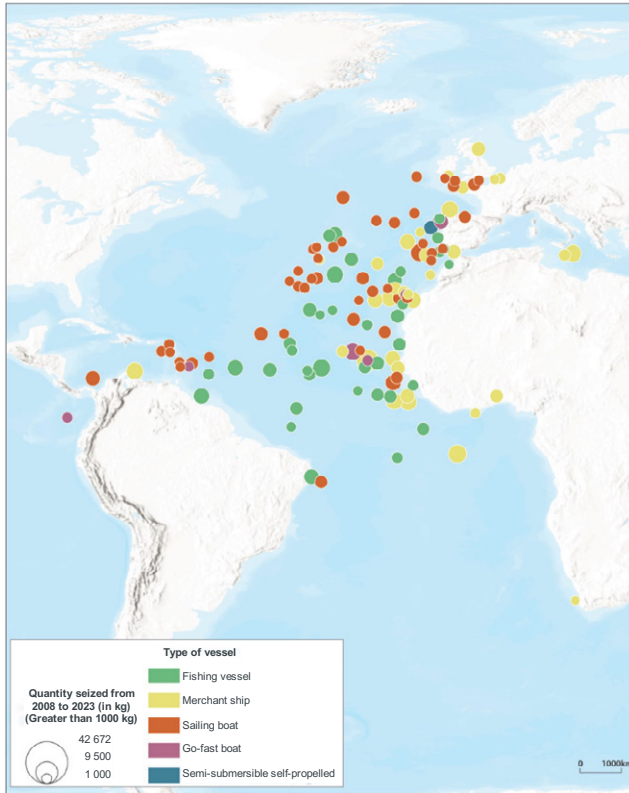 Type of vessel
Fishing vessel
Merchant ship
Sailing boat
Go-fast boat
Semi-submersible self-propelled
Quantity seized from
2008 to 2023 (in kg)
(Greater than 1000 kg)
42 672
9 500
1 000
0 1000km